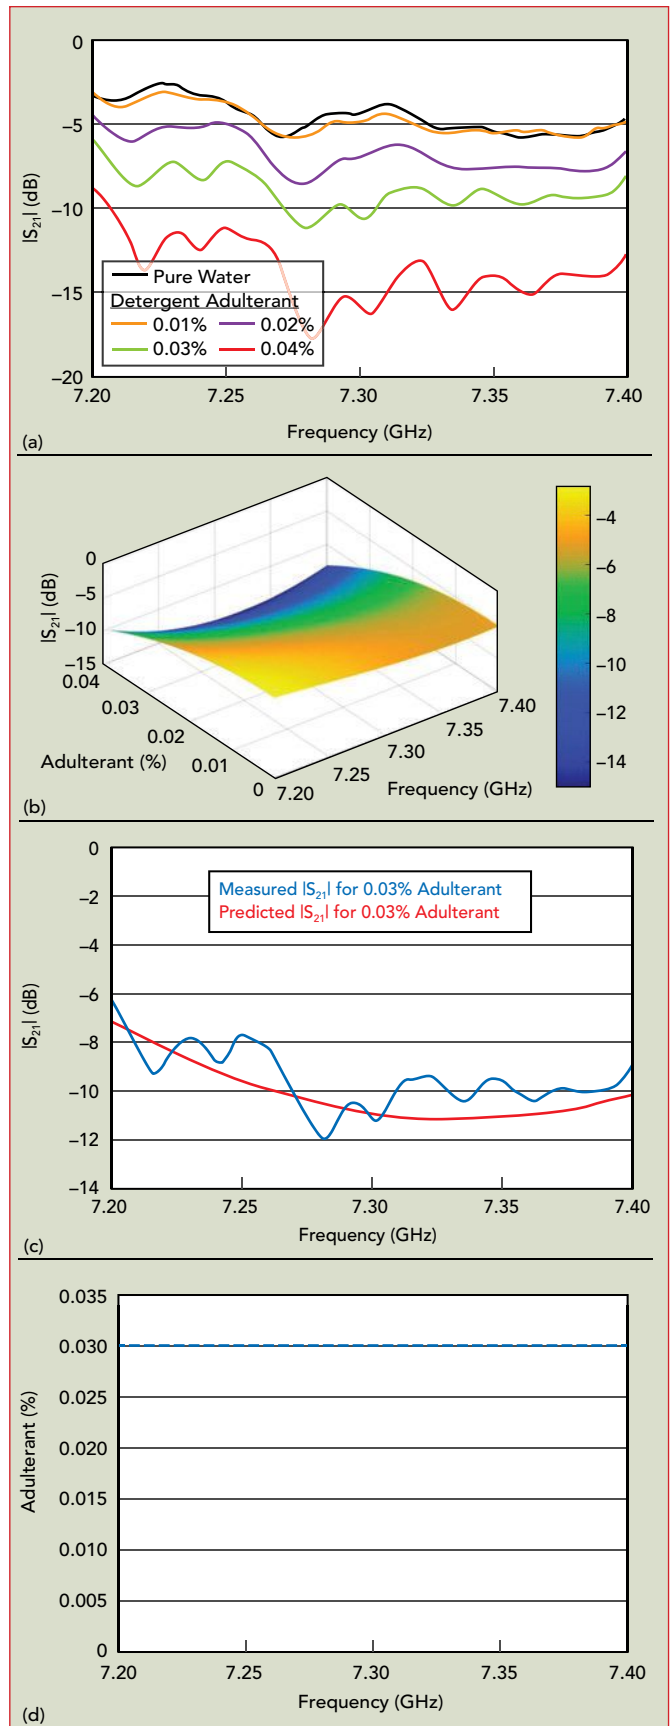 0
−5
−10
−15
−20
|S21| (dB)
Pure Water
Detergent Adulterant
0.01% 0.02%
0.03% 0.04%
7.20 7.25 7.30 7.35 7.40
Frequency (GHz)
(a)
0
−5
−10
−15
|S21| (dB)
0.04
0.03
0.02
0.01
0
Adulterant (%)
7.20
7.25
7.30
7.35
7.40
Frequency (GHz)
−4
−6
−8
−10
−12
−14
(b)
0
−2
−4
−6
−8
−10
−12
−14
|S21| (dB)
Measured |S21| for 0.03% Adulterant
Predicted |S21| for 0.03% Adulterant
7.20 7.25 7.30 7.35 7.40
Frequency (GHz)
(c)
0.035
0.030
0.025
0.020
0.015
0.010
0.005
0
Adulterant (%)
7.20 7.25 7.30 7.35 7.40
Frequency (GHz)
(d)